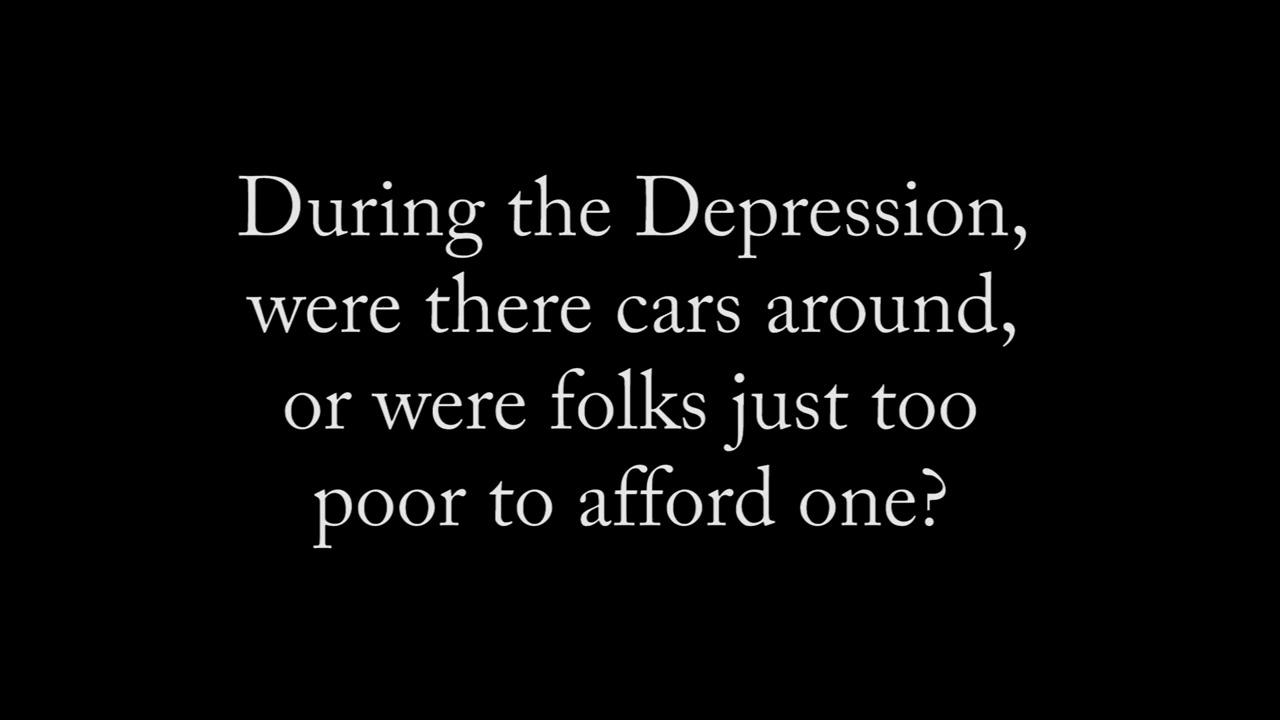 During the Depression,
were there cars around,
or were folks just too
poor to afford one?